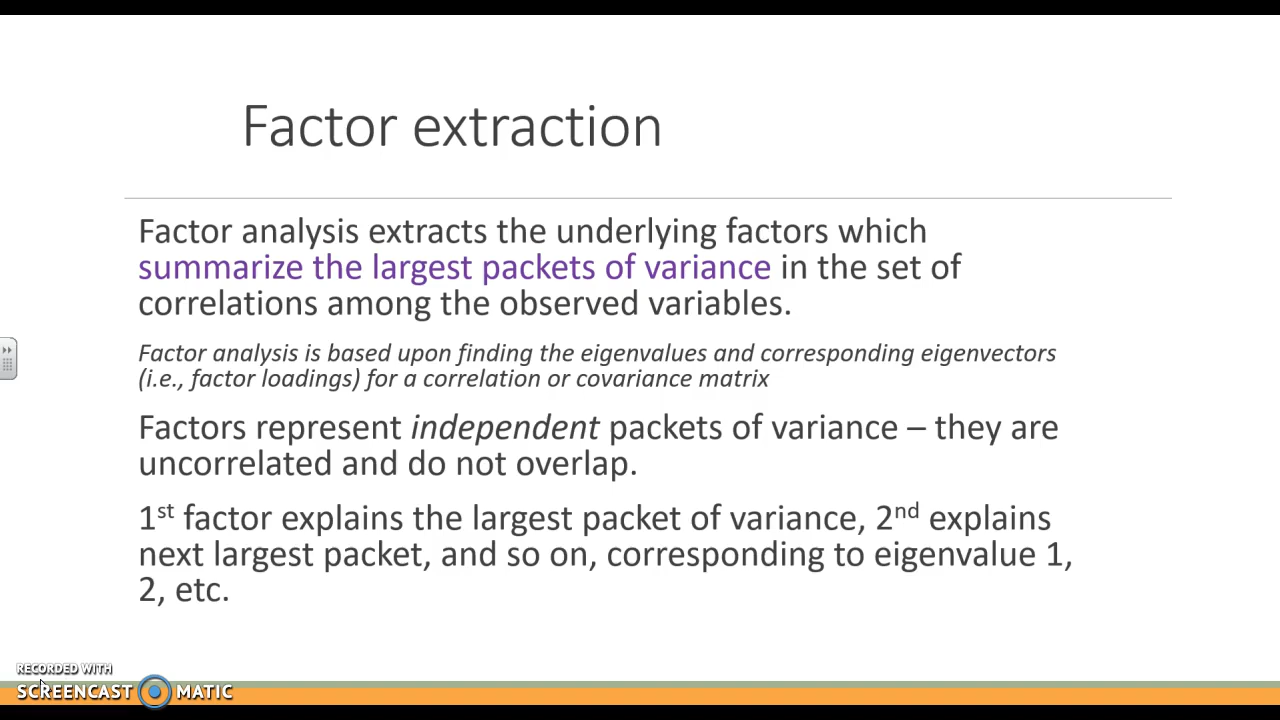 Factor extraction
Factor analysis extracts the underlying factors which
summarize the largest packets of variance in the set of
correlations among the observed variables.
Factor analysis is based upon finding the eigenvalues and corresponding eigenvectors
(i.e., factor loadings) for a correlation or covariance matrix
Factors represent independent packets of variance – they are
uncorrelated and do not overlap.
1st factor explains the largest packet of variance, 2nd explains
next largest packet, and so on, corresponding to eigenvalue 1,
2, etc.
RECORDED WITH
SCREENCAST MATIC